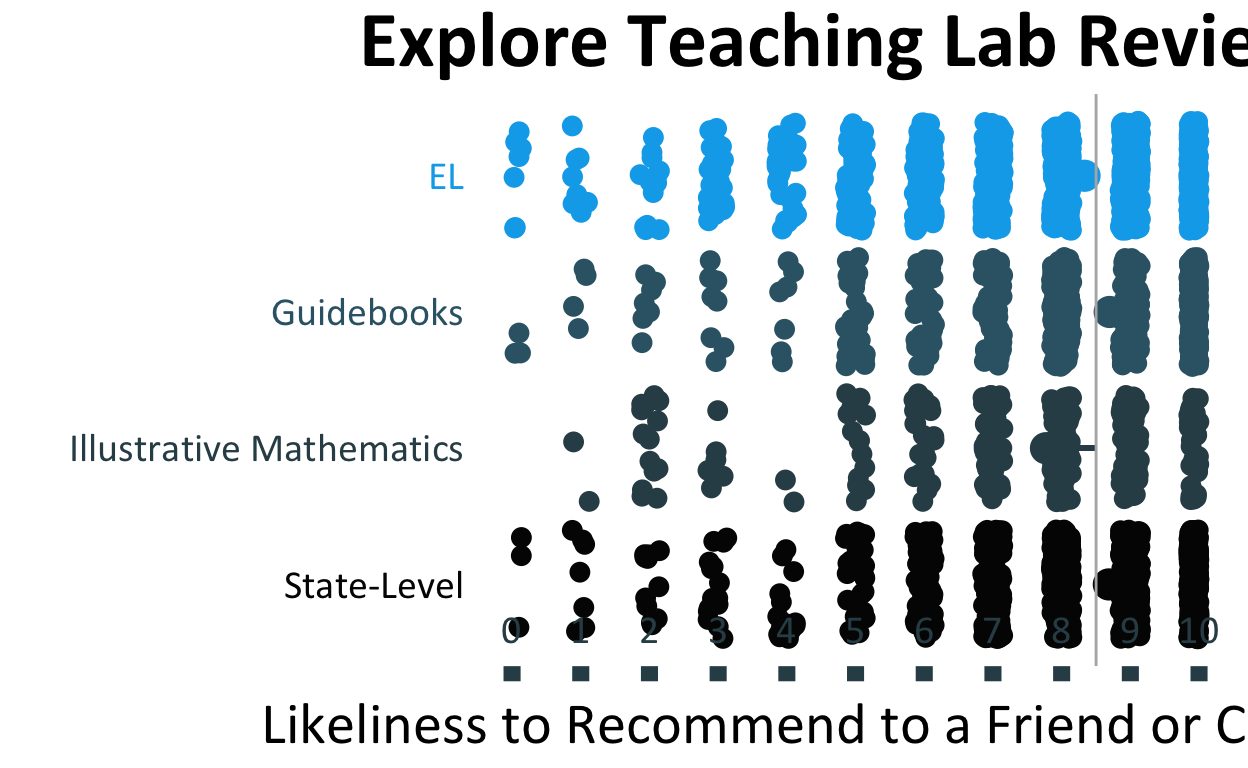 Explore Teaching Lab Revie
EL
Guidebooks
Illustrative Mathematics
State-Level
0 1 2 3 4 5 6 7 8 9 10
Likeliness to Recommend to a Friend or C